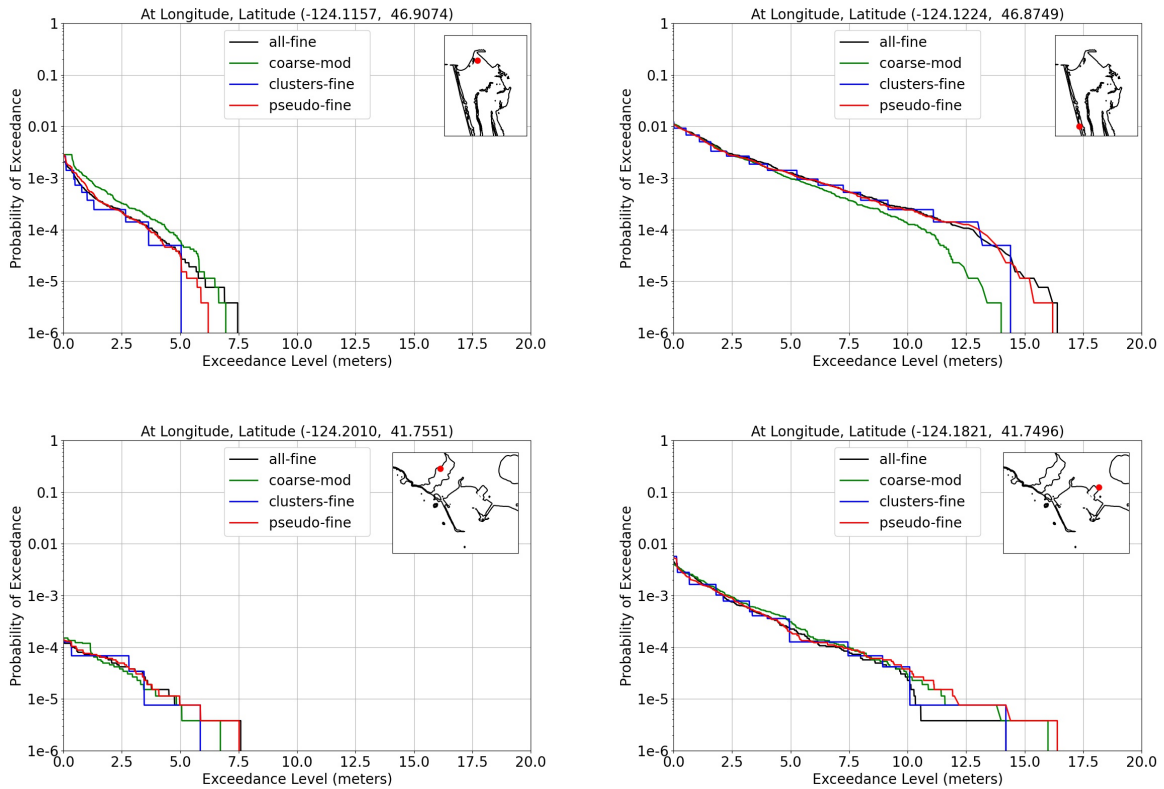 At Longitude, Latitude (-124.1157,  46.9074)
1
0.1
0.01
1e-3
1e-4
1e-5
1e-6
Probability of Exceedance
all-fine
coarse-mod
clusters-fine
pseudo-fine
0.0 2.5 5.0 7.5 10.0 12.5 15.0 17.5 20.0
Exceedance Level (meters)
At Longitude, Latitude (-124.1224,  46.8749)
1
0.1
0.01
1e-3
1e-4
1e-5
1e-6
Probability of Exceedance
all-fine
coarse-mod
clusters-fine
pseudo-fine
0.0 2.5 5.0 7.5 10.0 12.5 15.0 17.5 20.0
Exceedance Level (meters)
At Longitude, Latitude (-124.2010,  41.7551)
1
0.1
0.01
1e-3
1e-4
1e-5
1e-6
Probability of Exceedance
all-fine
coarse-mod
clusters-fine
pseudo-fine
0.0 2.5 5.0 7.5 10.0 12.5 15.0 17.5 20.0
Exceedance Level (meters)
At Longitude, Latitude (-124.1821,  41.7496)
1
0.1
0.01
1e-3
1e-4
1e-5
1e-6
Probability of Exceedance
all-fine
coarse-mod
clusters-fine
pseudo-fine
0.0 2.5 5.0 7.5 10.0 12.5 15.0 17.5 20.0
Exceedance Level (meters)